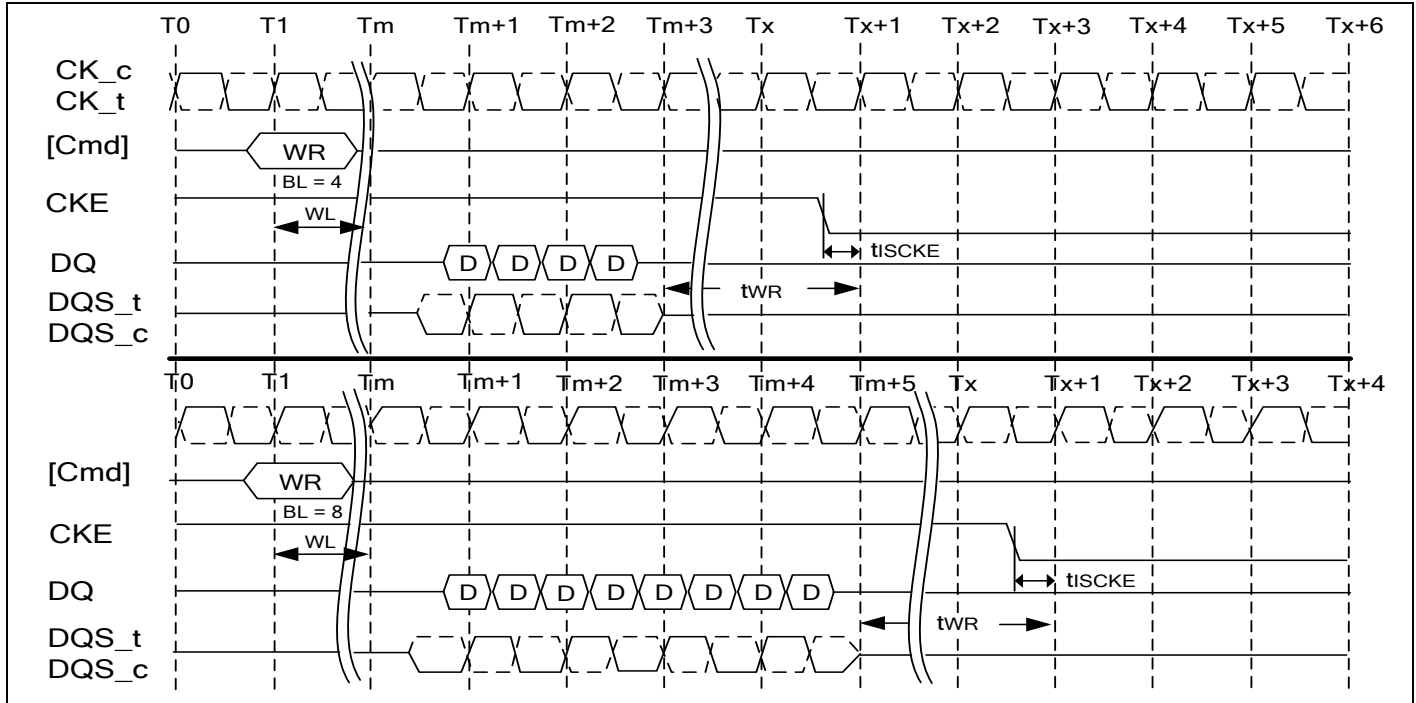 T0 T1 Tm Tm+1 Tm+2 Tm+3 Tx Tx+1 Tx+2 Tx+3 Tx+4 Tx+5 Tx+6
CK_c
CK_t
[Cmd] WR
BL = 4
CKE
WL
tISCKE
DQ D D D D
tWR
DQS_t
DQS_c
T0 T1 Tm Tm+1 Tm+2 Tm+3 Tm+4 Tm+5 Tx Tx+1 Tx+2 Tx+3 Tx+4
[Cmd] WR
BL = 8
CKE
WL
tISCKE
DQ D D D D D D D D
tWR
DQS_t
DQS_c